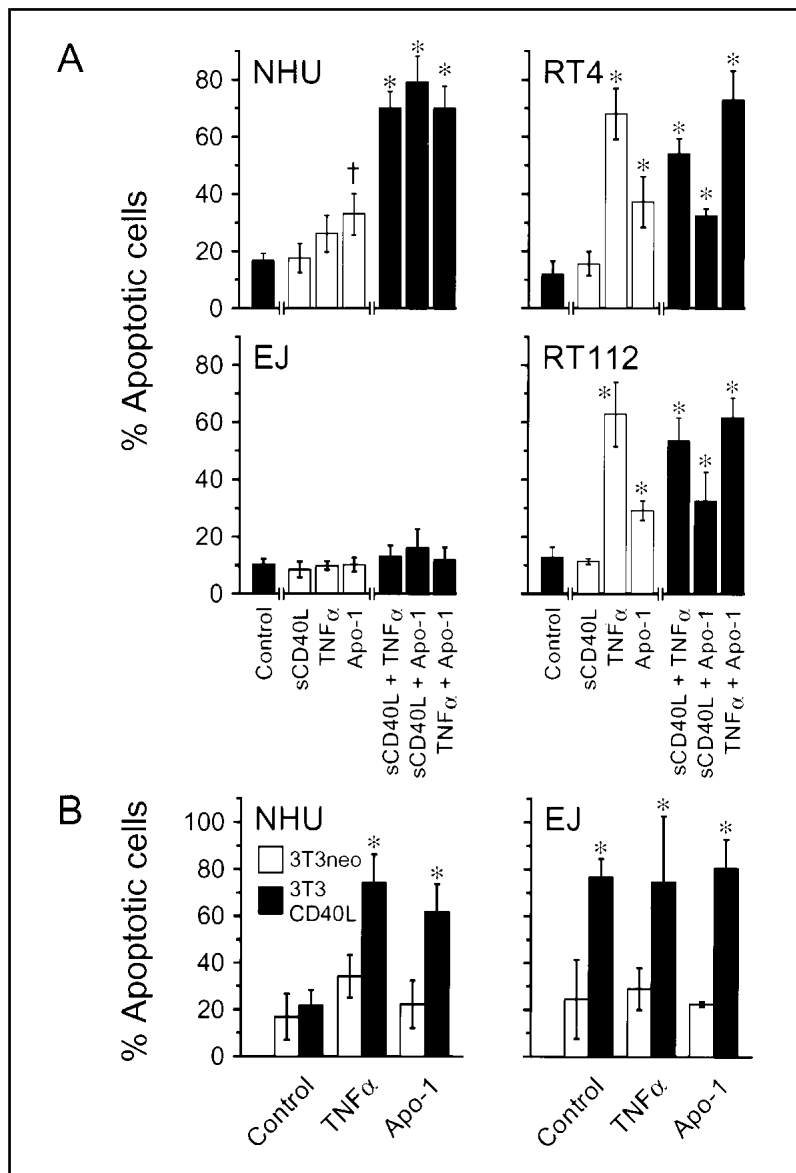 A
% Apoptotic cells
NHU
80
60
40
20
0
†
*
*
*
RT4
*
*
*
*
*
EJ
80
60
40
20
0
RT112
*
*
*
*
*
Control
sCD40L
TNFα
Apo-1
sCD40L + TNFα
sCD40L + Apo-1
TNFα + Apo-1
Control
sCD40L
TNFα
Apo-1
sCD40L + TNFα
sCD40L + Apo-1
TNFα + Apo-1
B
% Apoptotic cells
NHU
100
80
60
40
20
0
3T3neo
3T3
CD40L
*
*
EJ
*
*
*
Control
TNFα
Apo-1
Control
TNFα
Apo-1